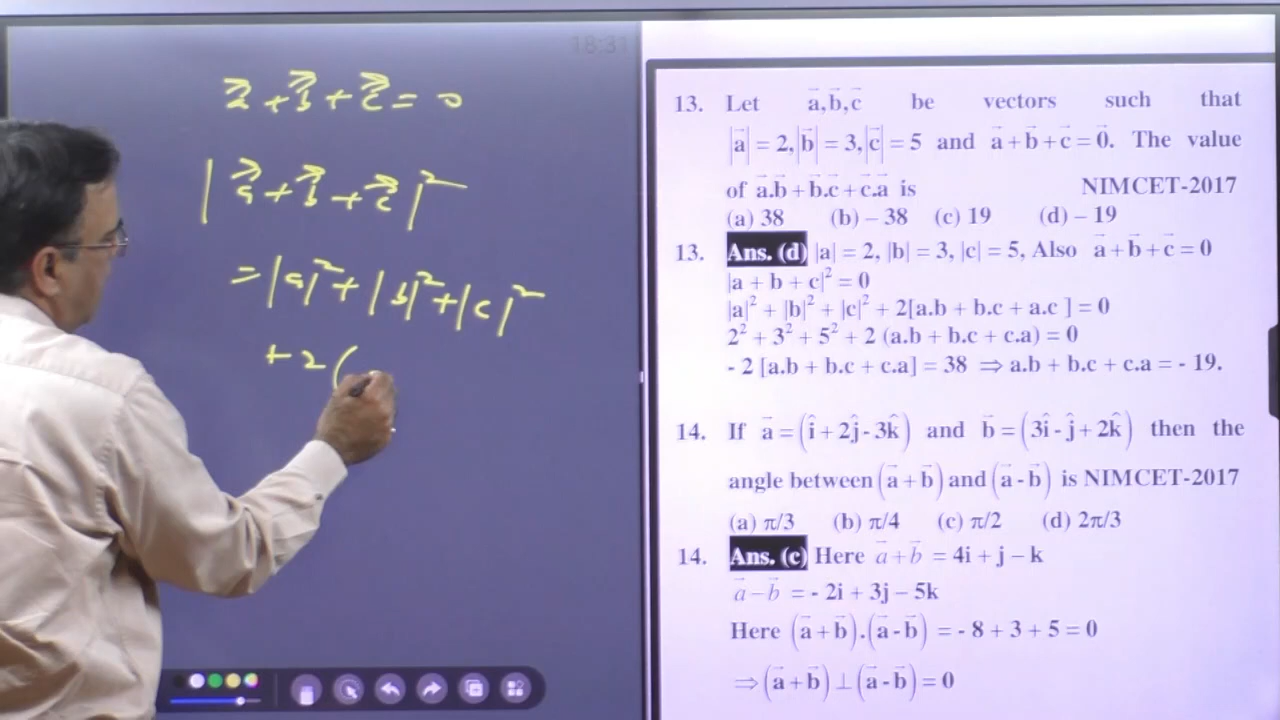 18:31
a⃗ + b⃗ + c⃗ = 0
|a⃗ + b⃗ + c⃗|²
= |a|² + |b|² + |c|²
+ 2 (
13. Let a⃗,b⃗,c⃗ be vectors such that
|a⃗| = 2, |b⃗| = 3, |c⃗| = 5 and a⃗ + b⃗ + c⃗ = 0⃗. The value
of a⃗.b⃗ + b⃗.c⃗ + c⃗.a⃗ is NIMCET-2017
(a) 38 (b) – 38 (c) 19 (d) – 19
13. Ans. (d) |a| = 2, |b| = 3, |c| = 5, Also a⃗ + b⃗ + c⃗ = 0
|a + b + c|² = 0
|a|² + |b|² + |c|² + 2[a.b + b.c + a.c ] = 0
2² + 3² + 5² + 2 (a.b + b.c + c.a) = 0
- 2 [a.b + b.c + c.a] = 38 ⇒ a.b + b.c + c.a = - 19.
14. If a⃗ = (î + 2ĵ - 3k̂) and b⃗ = (3î - ĵ + 2k̂) then the
angle between (a⃗ + b⃗) and (a⃗ - b⃗) is NIMCET-2017
(a) π/3 (b) π/4 (c) π/2 (d) 2π/3
14. Ans. (c) Here a⃗ + b⃗ = 4i + j – k
a⃗ – b⃗ = - 2i + 3j – 5k
Here (a⃗ + b⃗).(a⃗ - b⃗) = - 8 + 3 + 5 = 0
⇒ (a⃗ + b⃗) ⊥ (a⃗ - b⃗) = 0